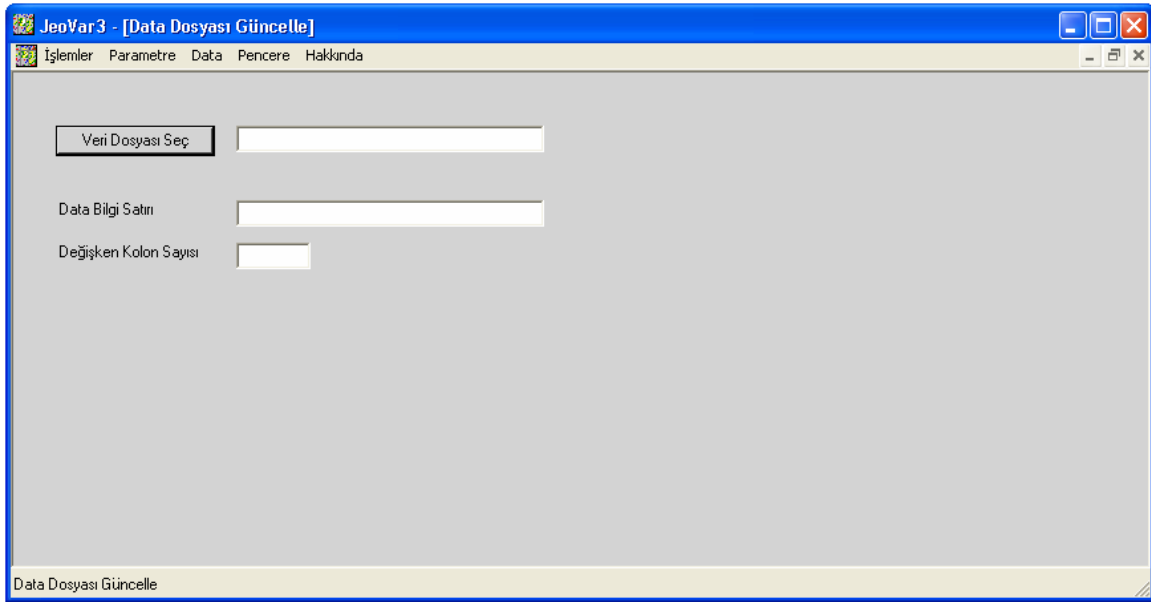 JeoVar3 - [Data Dosyası Güncelle]
İşlemler Parametre Data Pencere Hakkında
Veri Dosyası Seç
Data Bilgi Satırı
Değişken Kolon Sayısı
Data Dosyası Güncelle